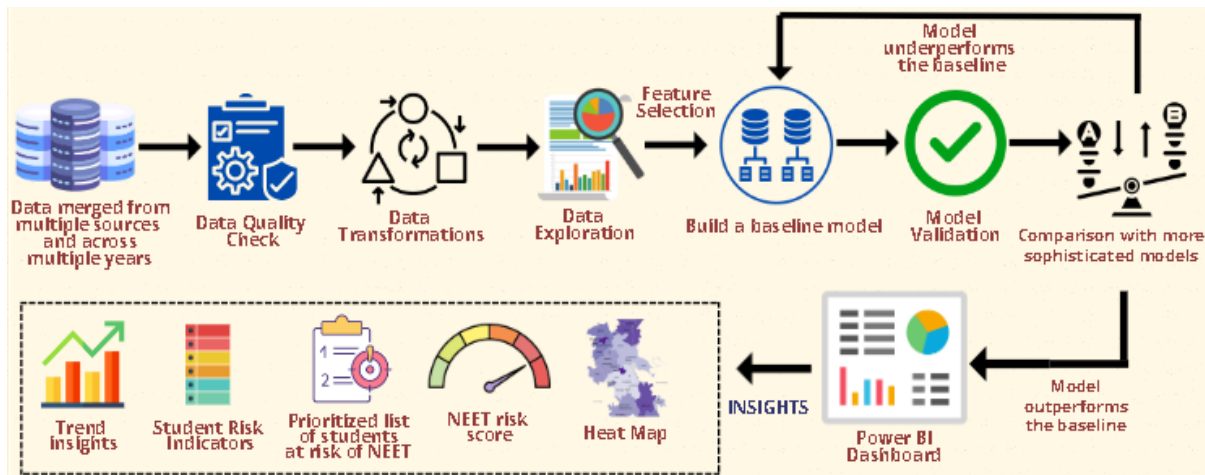 Model
underperforms
the baseline
Feature
Selection
A
B
Data merged from
multiple sources
and across
multiple years
Data Quality
Check
Data
Transformations
Data
Exploration
Build a baseline model
Model
Validation
Comparison with more
sophisticated models
1
2
Trend
insights
Student Risk
Indicators
Prioritized list
of students
at risk of NEET
NEET risk
score
Heat Map
INSIGHTS
Power BI
Dashboard
Model
outperforms
the baseline